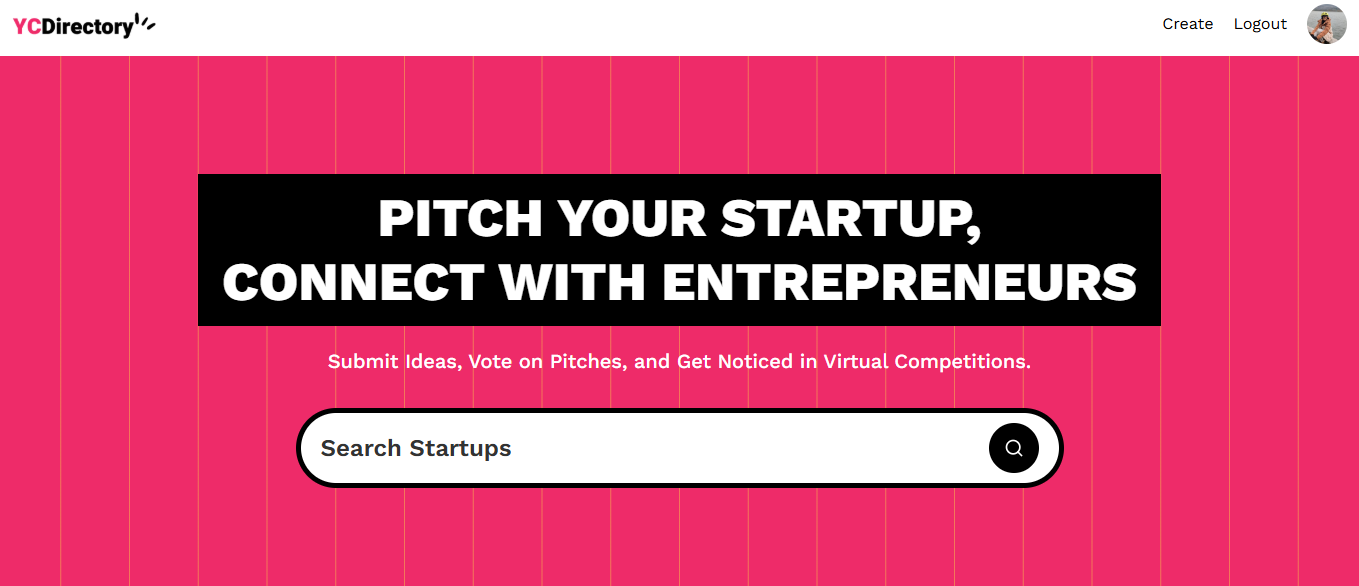 YCDirectory
Create
Logout
PITCH YOUR STARTUP,
CONNECT WITH ENTREPRENEURS
Submit Ideas, Vote on Pitches, and Get Noticed in Virtual Competitions.
Search Startups